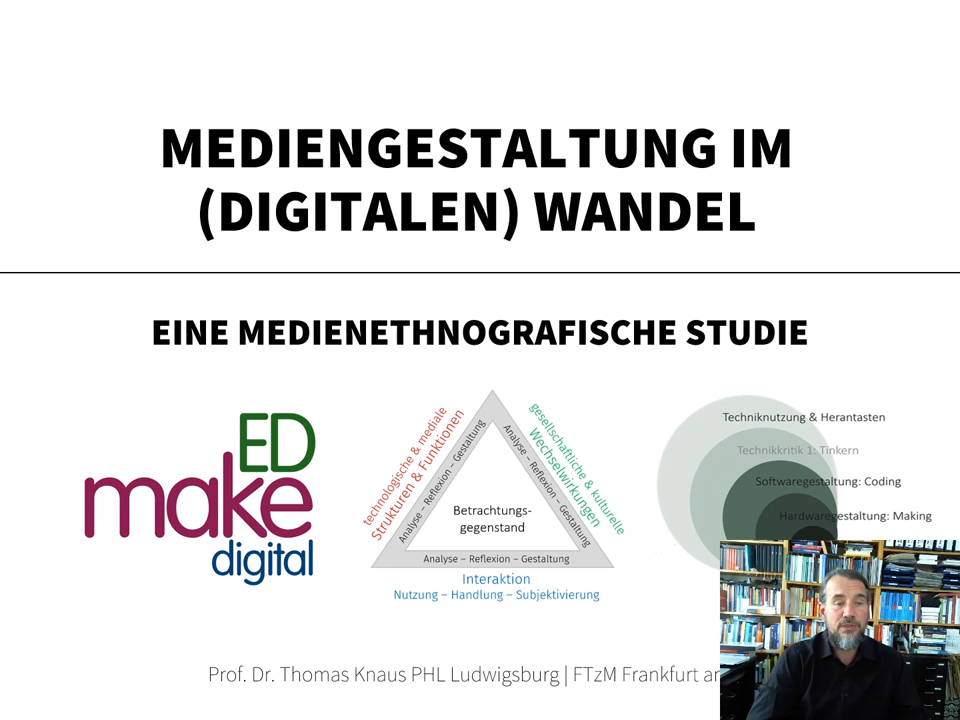 MEDIENGESTALTUNG IM
(DIGITALEN) WANDEL
EINE MEDIENETHNOGRAFISCHE STUDIE
ED
make
digital
technologische & mediale
Strukturen & Funktionen
Analyse – Reflexion – Gestaltung
gesellschaftliche & kulturelle
Wechselwirkungen
Analyse – Reflexion – Gestaltung
Betrachtungs-
gegenstand
Analyse – Reflexion – Gestaltung
Interaktion
Nutzung – Handlung – Subjektivierung
Techniknutzung & Herantasten
Technikkritik 1: Tinkern
Softwaregestaltung: Coding
Hardwaregestaltung: Making
Prof. Dr. Thomas Knaus PHL Ludwigsburg | FTzM Frankfurt